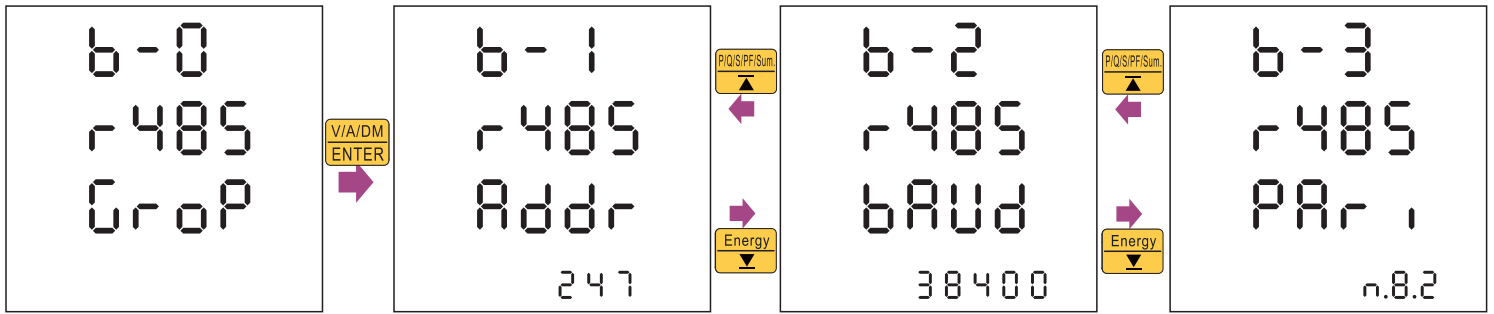 b-0
r485
GroP
V/A/DM
ENTER
b-1
r485
Addr
247
P/Q/S/PF/Sum.
Energy
b-2
r485
bAUd
38400
P/Q/S/PF/Sum.
Energy
b-3
r485
PAr i
n.8.2